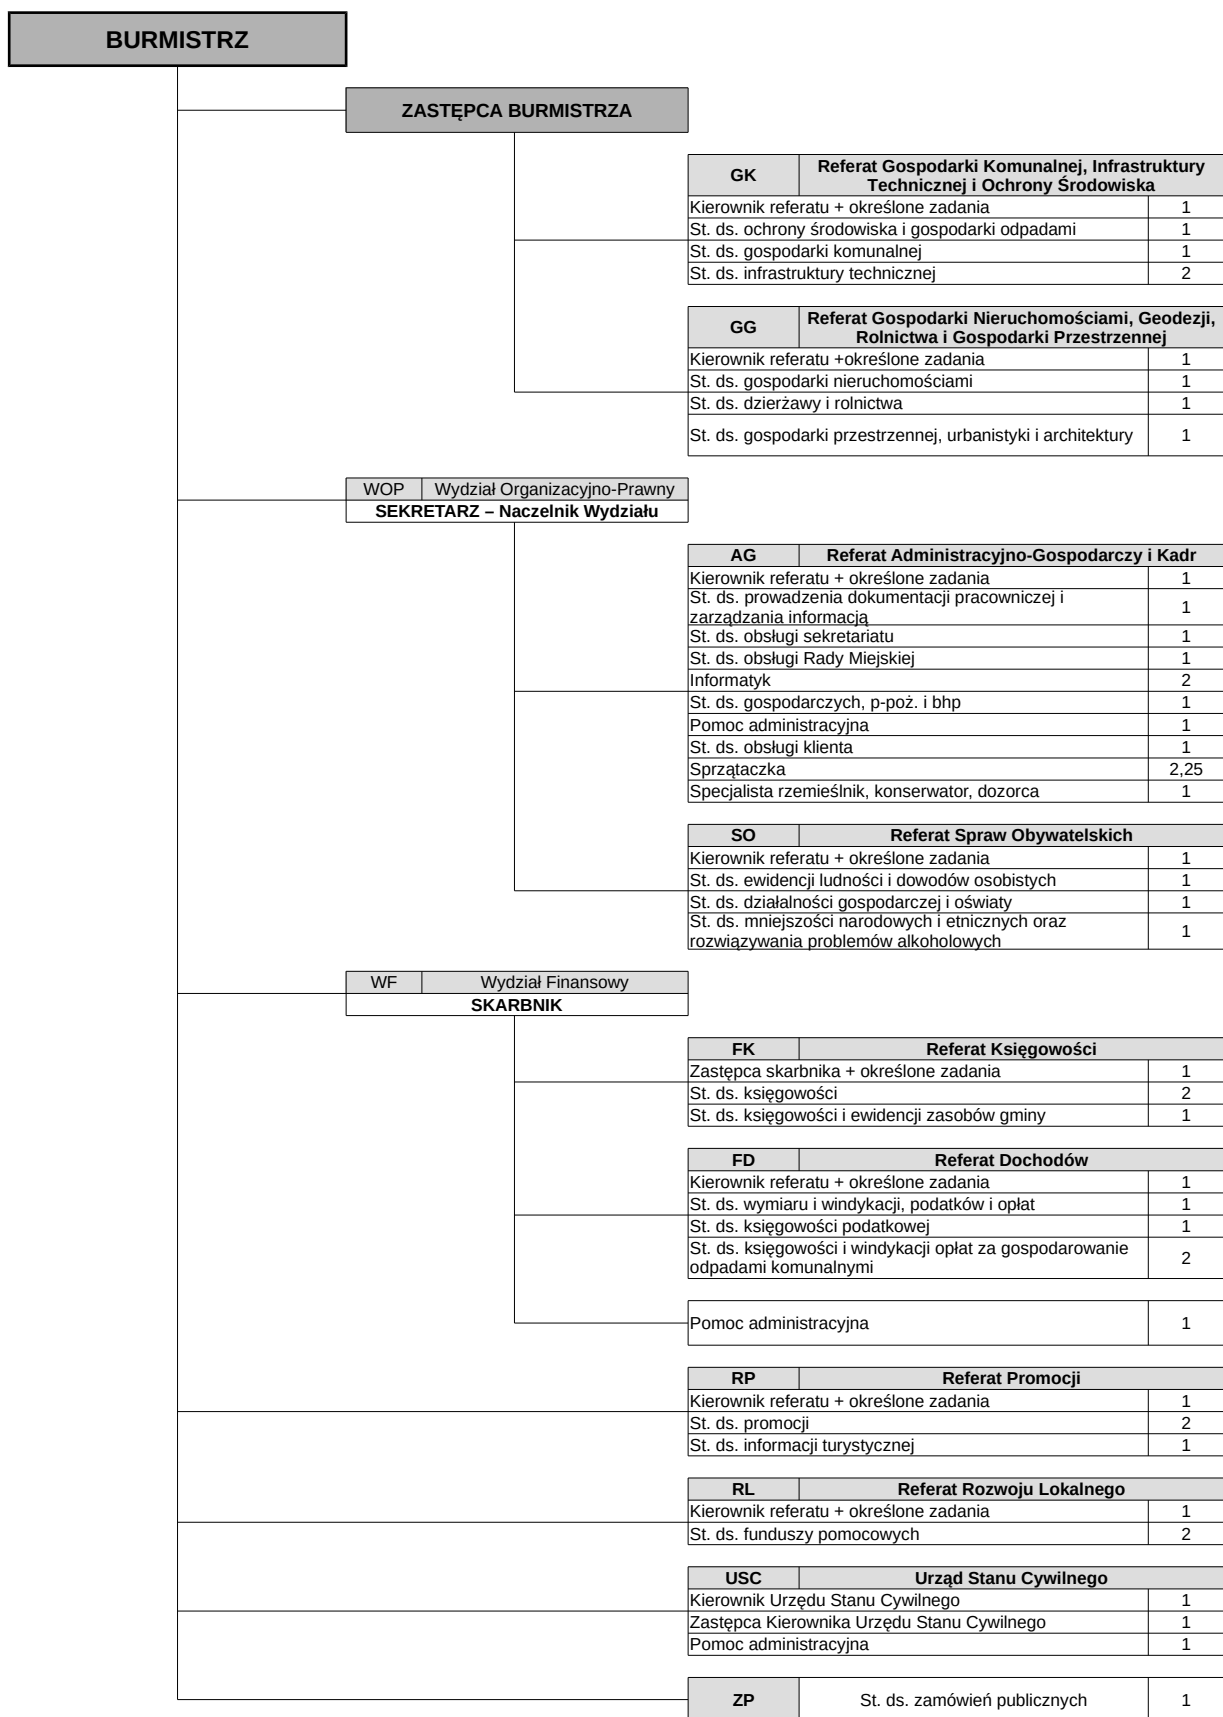 BURMISTRZ
ZASTĘPCA BURMISTRZA
GK Referat Gospodarki Komunalnej, Infrastruktury
Technicznej i Ochrony Środowiska
Kierownik referatu + określone zadania 1
St. ds. ochrony środowiska i gospodarki odpadami 1
St. ds. gospodarki komunalnej 1
St. ds. infrastruktury technicznej 2
GG Referat Gospodarki Nieruchomościami, Geodezji,
Rolnictwa i Gospodarki Przestrzennej
Kierownik referatu +określone zadania 1
St. ds. gospodarki nieruchomościami 1
St. ds. dzierżawy i rolnictwa 1
St. ds. gospodarki przestrzennej, urbanistyki i architektury 1
WOP Wydział Organizacyjno-Prawny
SEKRETARZ – Naczelnik Wydziału
AG Referat Administracyjno-Gospodarczy i Kadr
Kierownik referatu + określone zadania 1
St. ds. prowadzenia dokumentacji pracowniczej i
zarządzania informacją 1
St. ds. obsługi sekretariatu 1
St. ds. obsługi Rady Miejskiej 1
Informatyk 2
St. ds. gospodarczych, p-poż. i bhp 1
Pomoc administracyjna 1
St. ds. obsługi klienta 1
Sprzątaczka 2,25
Specjalista rzemieślnik, konserwator, dozorca 1
SO Referat Spraw Obywatelskich
Kierownik referatu + określone zadania 1
St. ds. ewidencji ludności i dowodów osobistych 1
St. ds. działalności gospodarczej i oświaty 1
St. ds. mniejszości narodowych i etnicznych oraz
rozwiązywania problemów alkoholowych 1
WF Wydział Finansowy
SKARBNIK
FK Referat Księgowości
Zastępca skarbnika + określone zadania 1
St. ds. księgowości 2
St. ds. księgowości i ewidencji zasobów gminy 1
FD Referat Dochodów
Kierownik referatu + określone zadania 1
St. ds. wymiaru i windykacji, podatków i opłat 1
St. ds. księgowości podatkowej 1
St. ds. księgowości i windykacji opłat za gospodarowanie
odpadami komunalnymi 2
Pomoc administracyjna 1
RP Referat Promocji
Kierownik referatu + określone zadania 1
St. ds. promocji 2
St. ds. informacji turystycznej 1
RL Referat Rozwoju Lokalnego
Kierownik referatu + określone zadania 1
St. ds. funduszy pomocowych 2
USC Urząd Stanu Cywilnego
Kierownik Urzędu Stanu Cywilnego 1
Zastępca Kierownika Urzędu Stanu Cywilnego 1
Pomoc administracyjna 1
ZP St. ds. zamówień publicznych 1